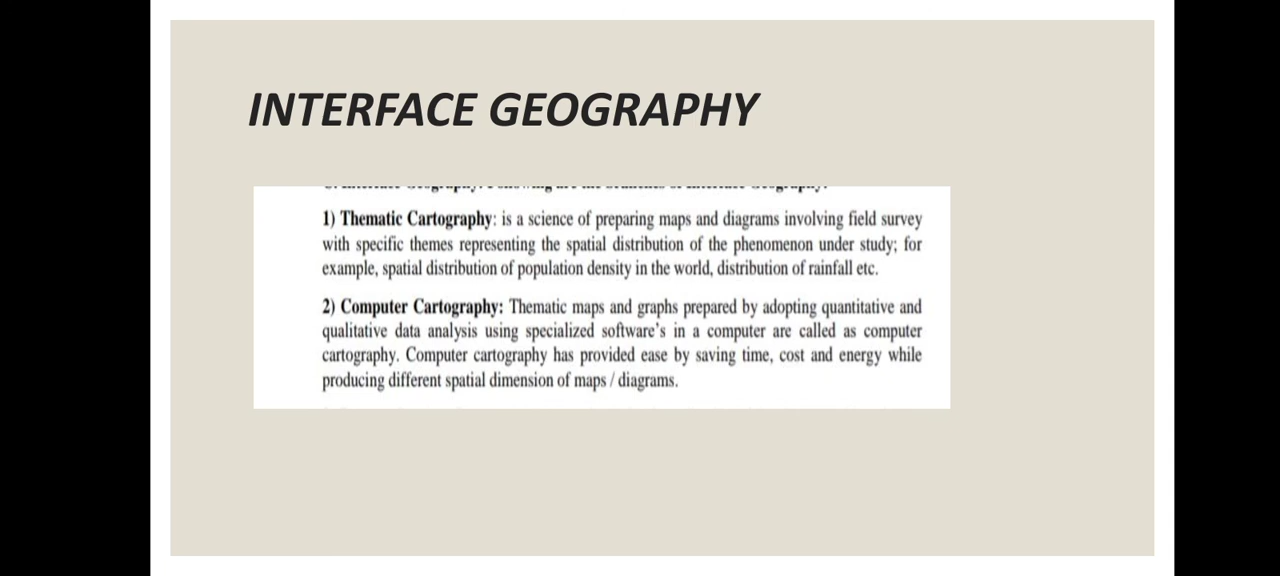 INTERFACE GEOGRAPHY
1) Thematic Cartography: is a science of preparing maps and diagrams involving field survey
with specific themes representing the spatial distribution of the phenomenon under study; for
example, spatial distribution of population density in the world, distribution of rainfall etc.
2) Computer Cartography: Thematic maps and graphs prepared by adopting quantitative and
qualitative data analysis using specialized software's in a computer are called as computer
cartography. Computer cartography has provided ease by saving time, cost and energy while
producing different spatial dimension of maps / diagrams.